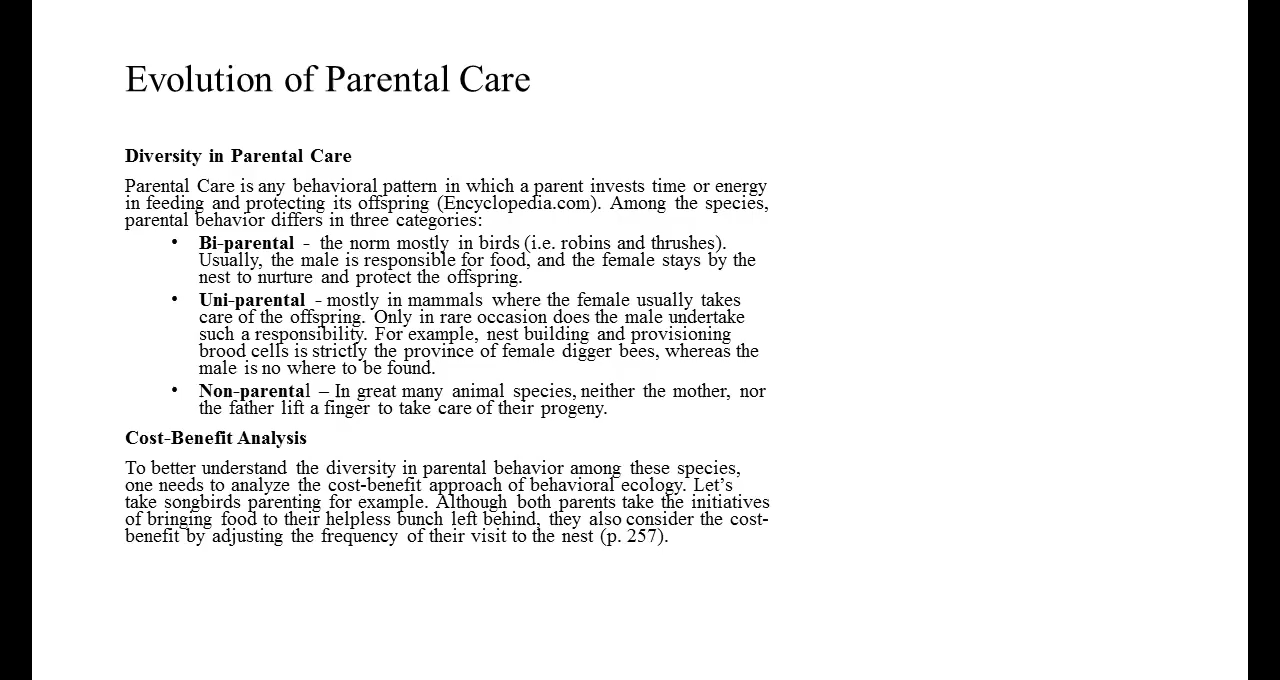 Evolution of Parental Care
Diversity in Parental Care
Parental Care is any behavioral pattern in which a parent invests time or energy
in feeding and protecting its offspring (Encyclopedia.com). Among the species,
parental behavior differs in three categories:
• Bi-parental - the norm mostly in birds (i.e. robins and thrushes).
Usually, the male is responsible for food, and the female stays by the
nest to nurture and protect the offspring.
• Uni-parental - mostly in mammals where the female usually takes
care of the offspring. Only in rare occasion does the male undertake
such a responsibility. For example, nest building and provisioning
brood cells is strictly the province of female digger bees, whereas the
male is no where to be found.
• Non-parental – In great many animal species, neither the mother, nor
the father lift a finger to take care of their progeny.
Cost-Benefit Analysis
To better understand the diversity in parental behavior among these species,
one needs to analyze the cost-benefit approach of behavioral ecology. Let’s
take songbirds parenting for example. Although both parents take the initiatives
of bringing food to their helpless bunch left behind, they also consider the cost-
benefit by adjusting the frequency of their visit to the nest (p. 257).